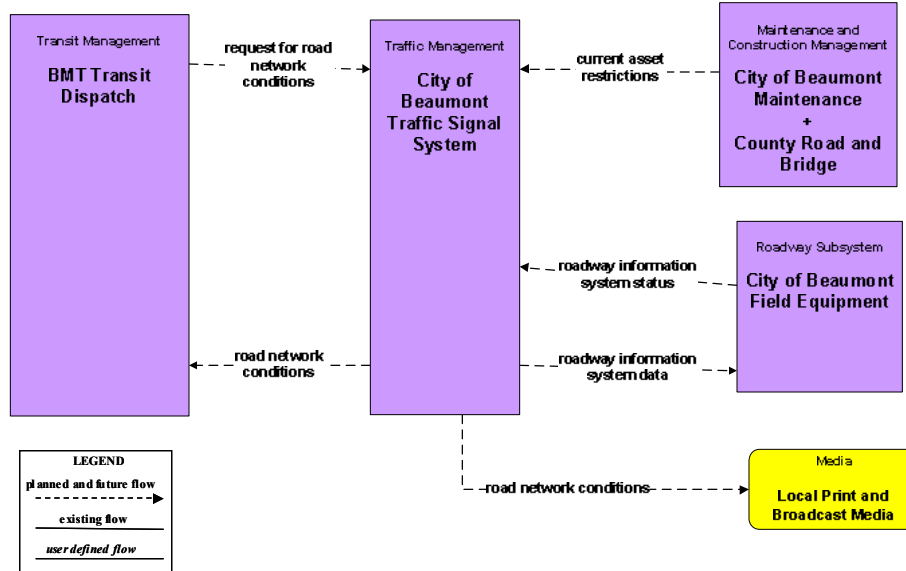 Transit Management
BMT Transit
Dispatch
request for road
network
conditions
Traffic Management
City of
Beaumont
Traffic Signal
System
current asset
restrictions
Maintenance and
Construction Management
City of Beaumont
Maintenance
+
County Road and
Bridge
roadway information
system status
Roadway Subsystem
City of Beaumont
Field Equipment
road network
conditions
roadway information
system data
LEGEND
planned and future flow
existing flow
user defined flow
road network conditions
Media
Local Print and
Broadcast Media